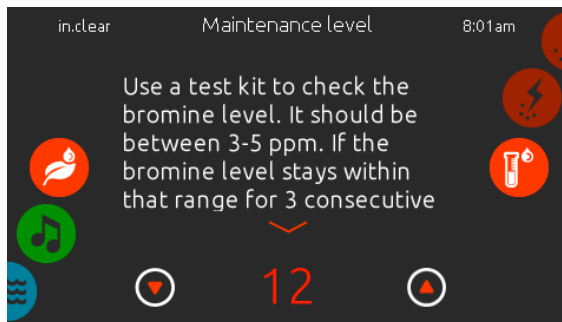 in.clear Maintenance level 8:01am
Use a test kit to check the
bromine level. It should be
between 3-5 ppm. If the
bromine level stays within
that range for 3 consecutive
12